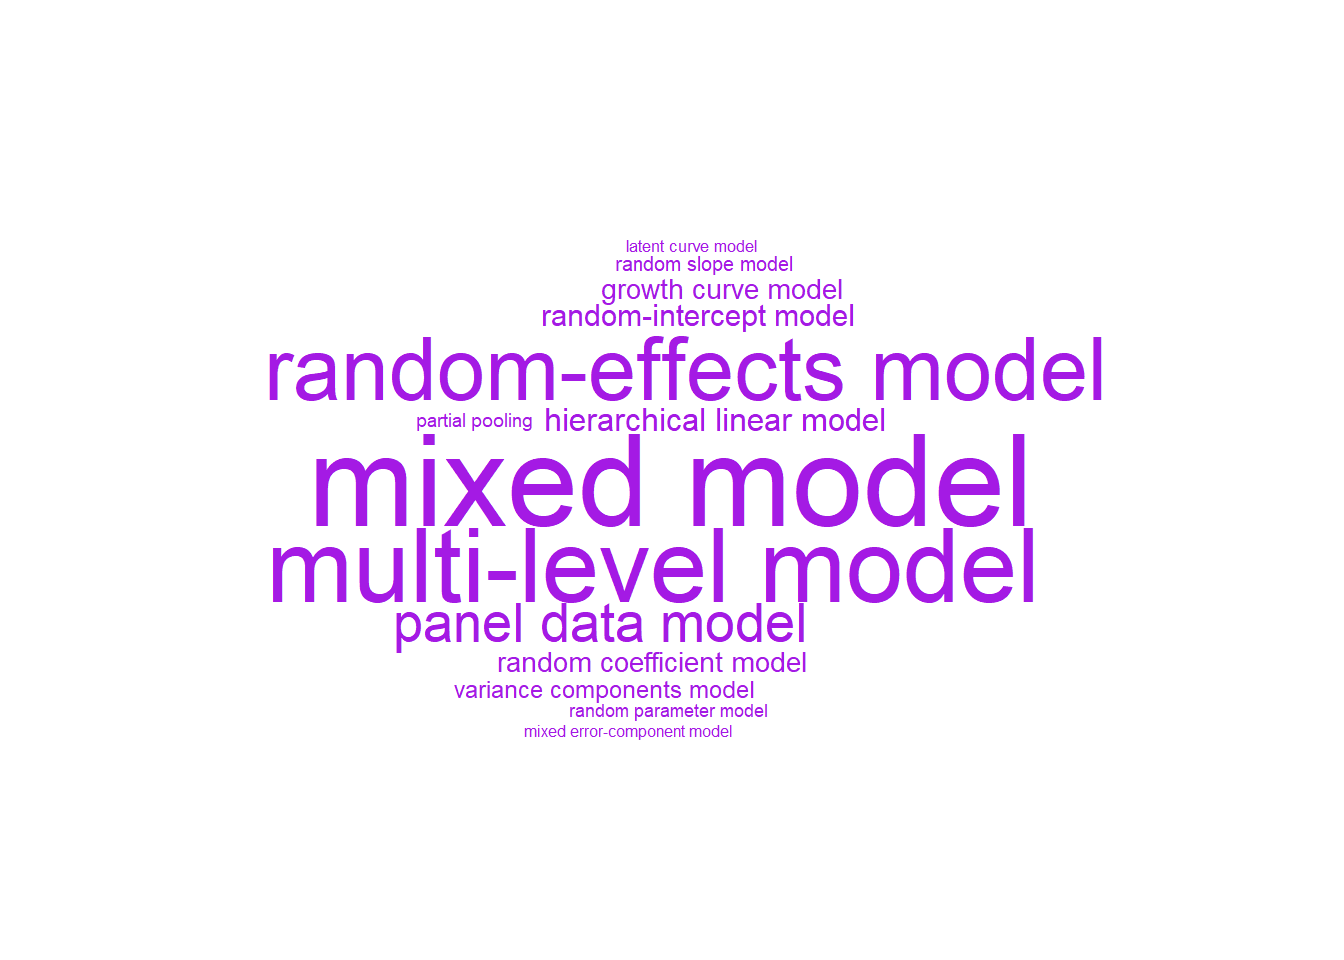 latent curve model
random slope model
growth curve model
random-intercept model
random-effects model
partial pooling hierarchical linear model
mixed model
multi-level model
panel data model
random coefficient model
variance components model
random parameter model
mixed error-component model